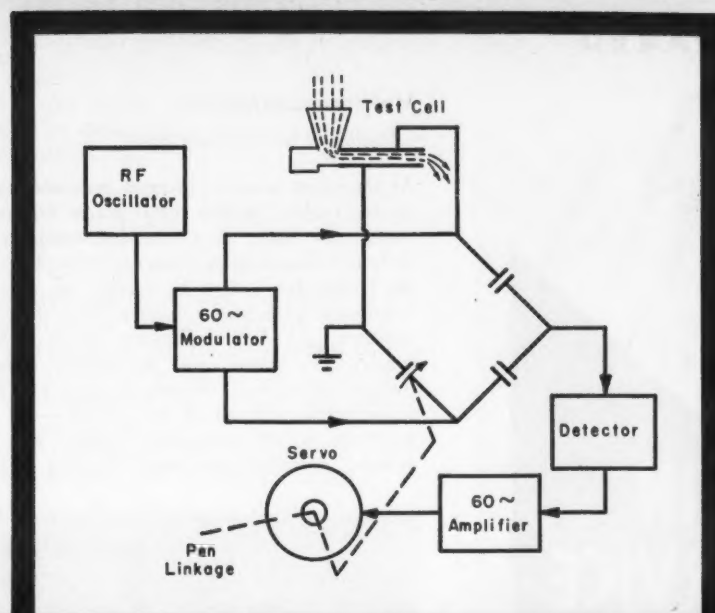 Test Cell
RF
Oscillator
60 ~
Modulator
Detector
Servo
60 ~
Amplifier
Pen
Linkage